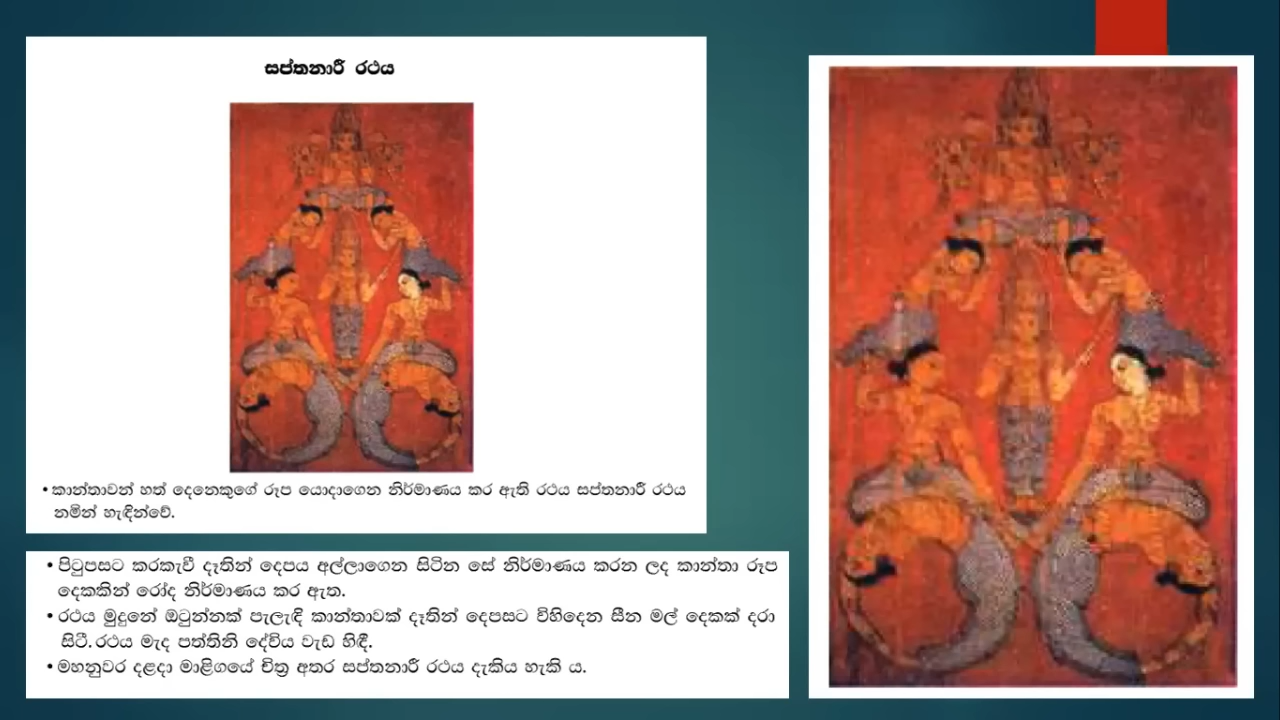 සප්තනාරී රථය
• කාන්තාවන් හත් දෙනෙකුගේ රූප යොදාගෙන නිර්මාණය කර ඇති රථය සප්තනාරී රථය
නමින් හැඳින්වේ.
• පිටුපසට කරකැවී දෑතින් දෙපය අල්ලාගෙන සිටින සේ නිර්මාණය කරන ලද කාන්තා රූප
දෙකකින් රෝද නිර්මාණය කර ඇත.
• රථය මුදුනේ ඔටුන්නක් පැලැඳි කාන්තාවක් දෑතින් දෙපසට විහිදෙන සීන මල් දෙකක් දරා
සිටී. රථය මැද පත්තිනි දේවිය වැඩ හිඳී.
• මහනුවර දළදා මාළිගයේ චිත්‍ර අතර සප්තනාරී රථය දැකිය හැකි ය.